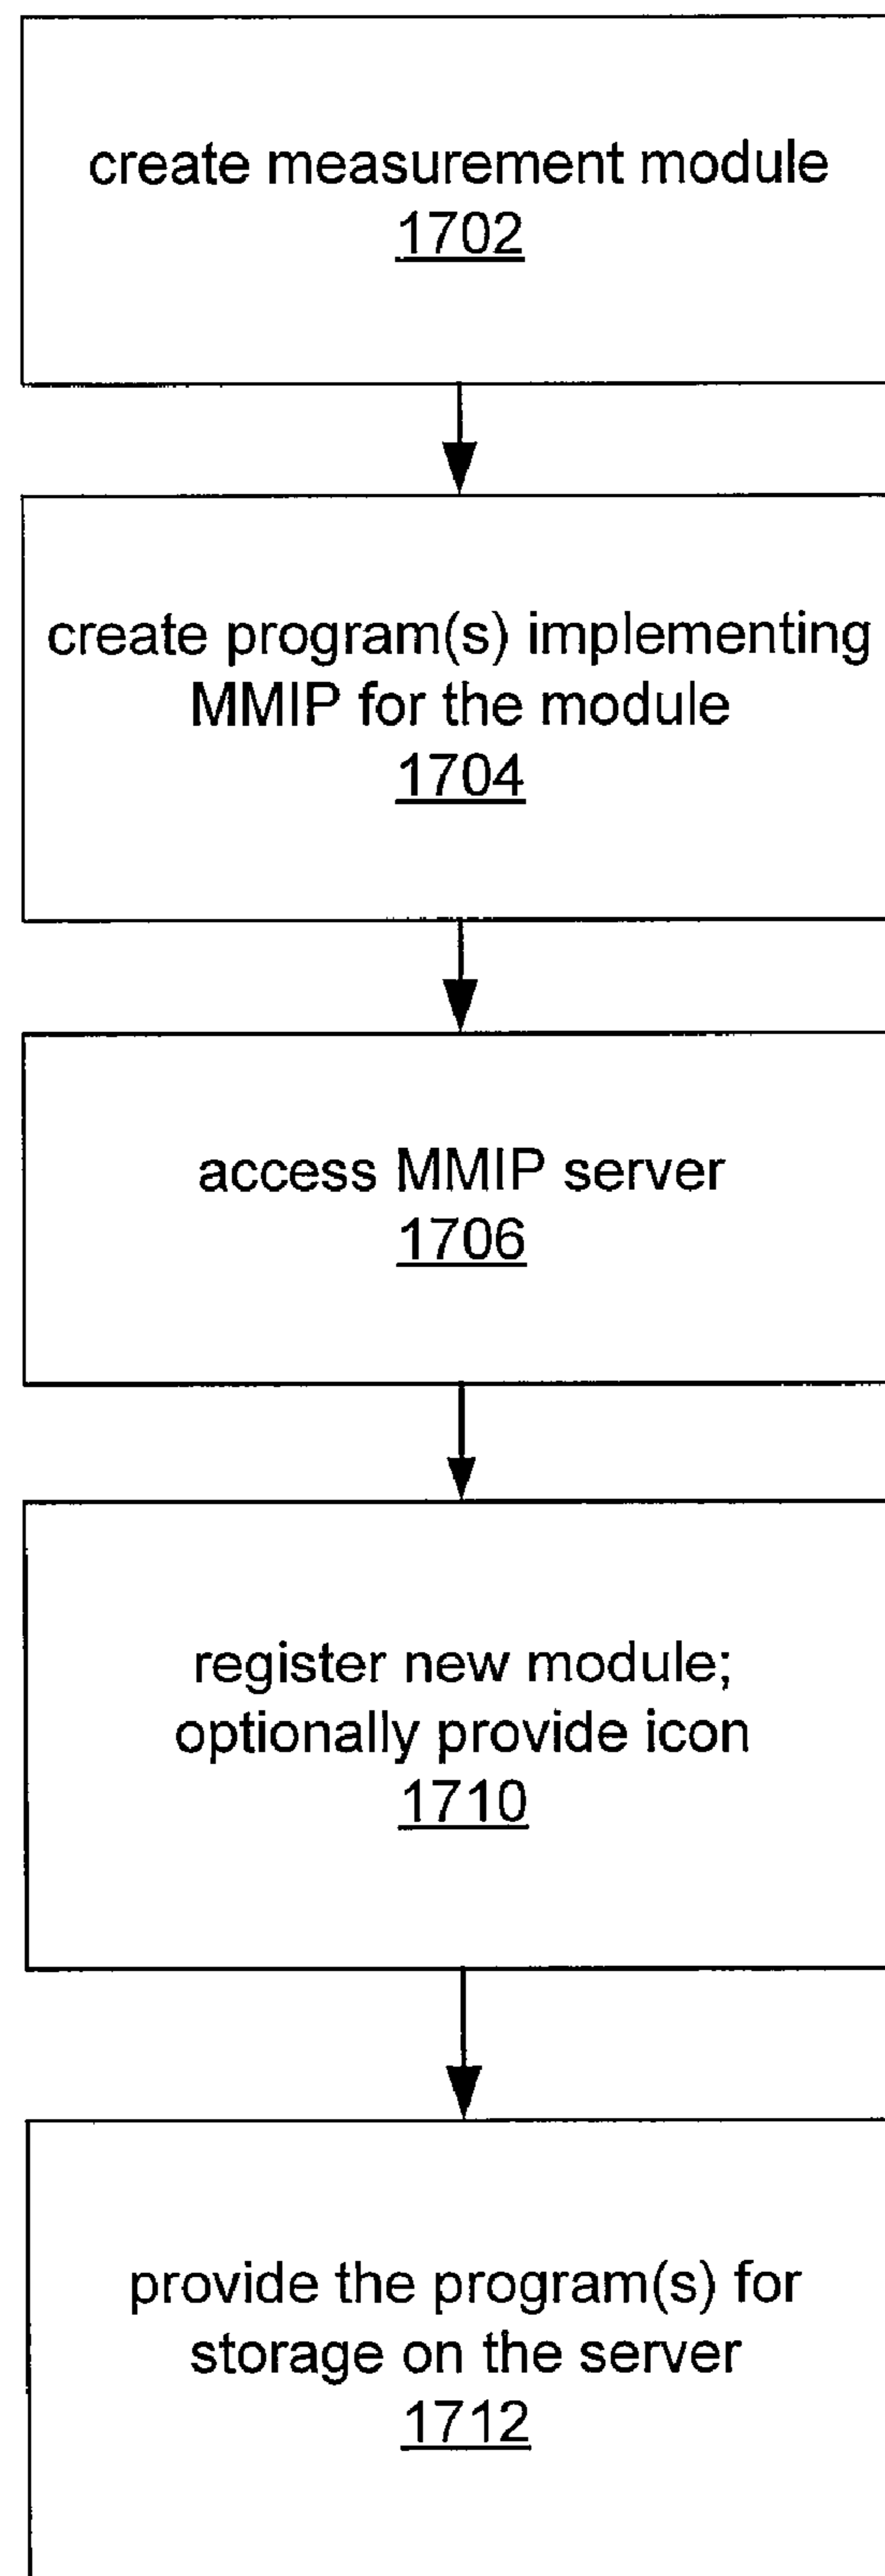 create measurement module
1702
create program(s) implementing
MMIP for the module
1704
access MMIP server
1706
register new module;
optionally provide icon
1710
provide the program(s) for
storage on the server
1712